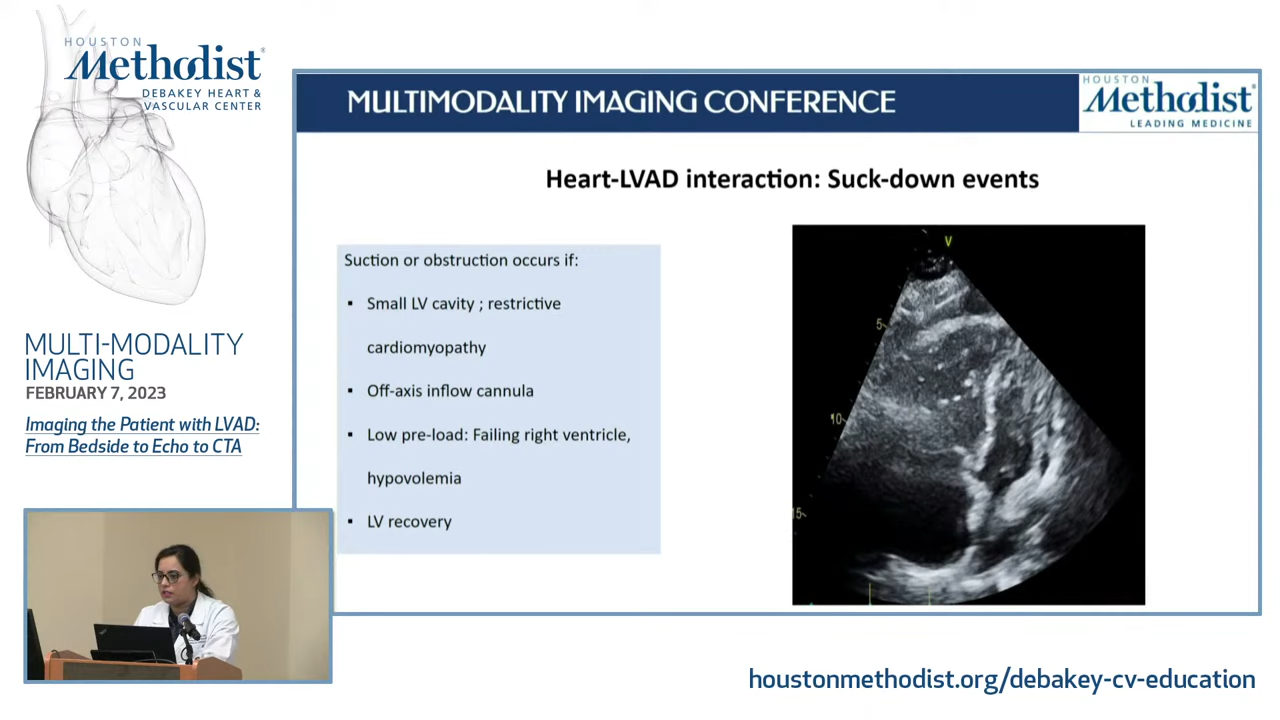 HOUSTON
Methodist®
DEBAKEY HEART &
VASCULAR CENTER
MULTI-MODALITY
IMAGING
FEBRUARY 7, 2023
Imaging the Patient with LVAD:
From Bedside to Echo to CTA
MULTIMODALITY IMAGING CONFERENCE
HOUSTON
Methodist®
LEADING MEDICINE
Heart-LVAD interaction: Suck-down events
Suction or obstruction occurs if:
▪ Small LV cavity ; restrictive
cardiomyopathy
▪ Off-axis inflow cannula
▪ Low pre-load: Failing right ventricle,
hypovolemia
▪ LV recovery
V
5
10
15
houstonmethodist.org/debakey-cv-education